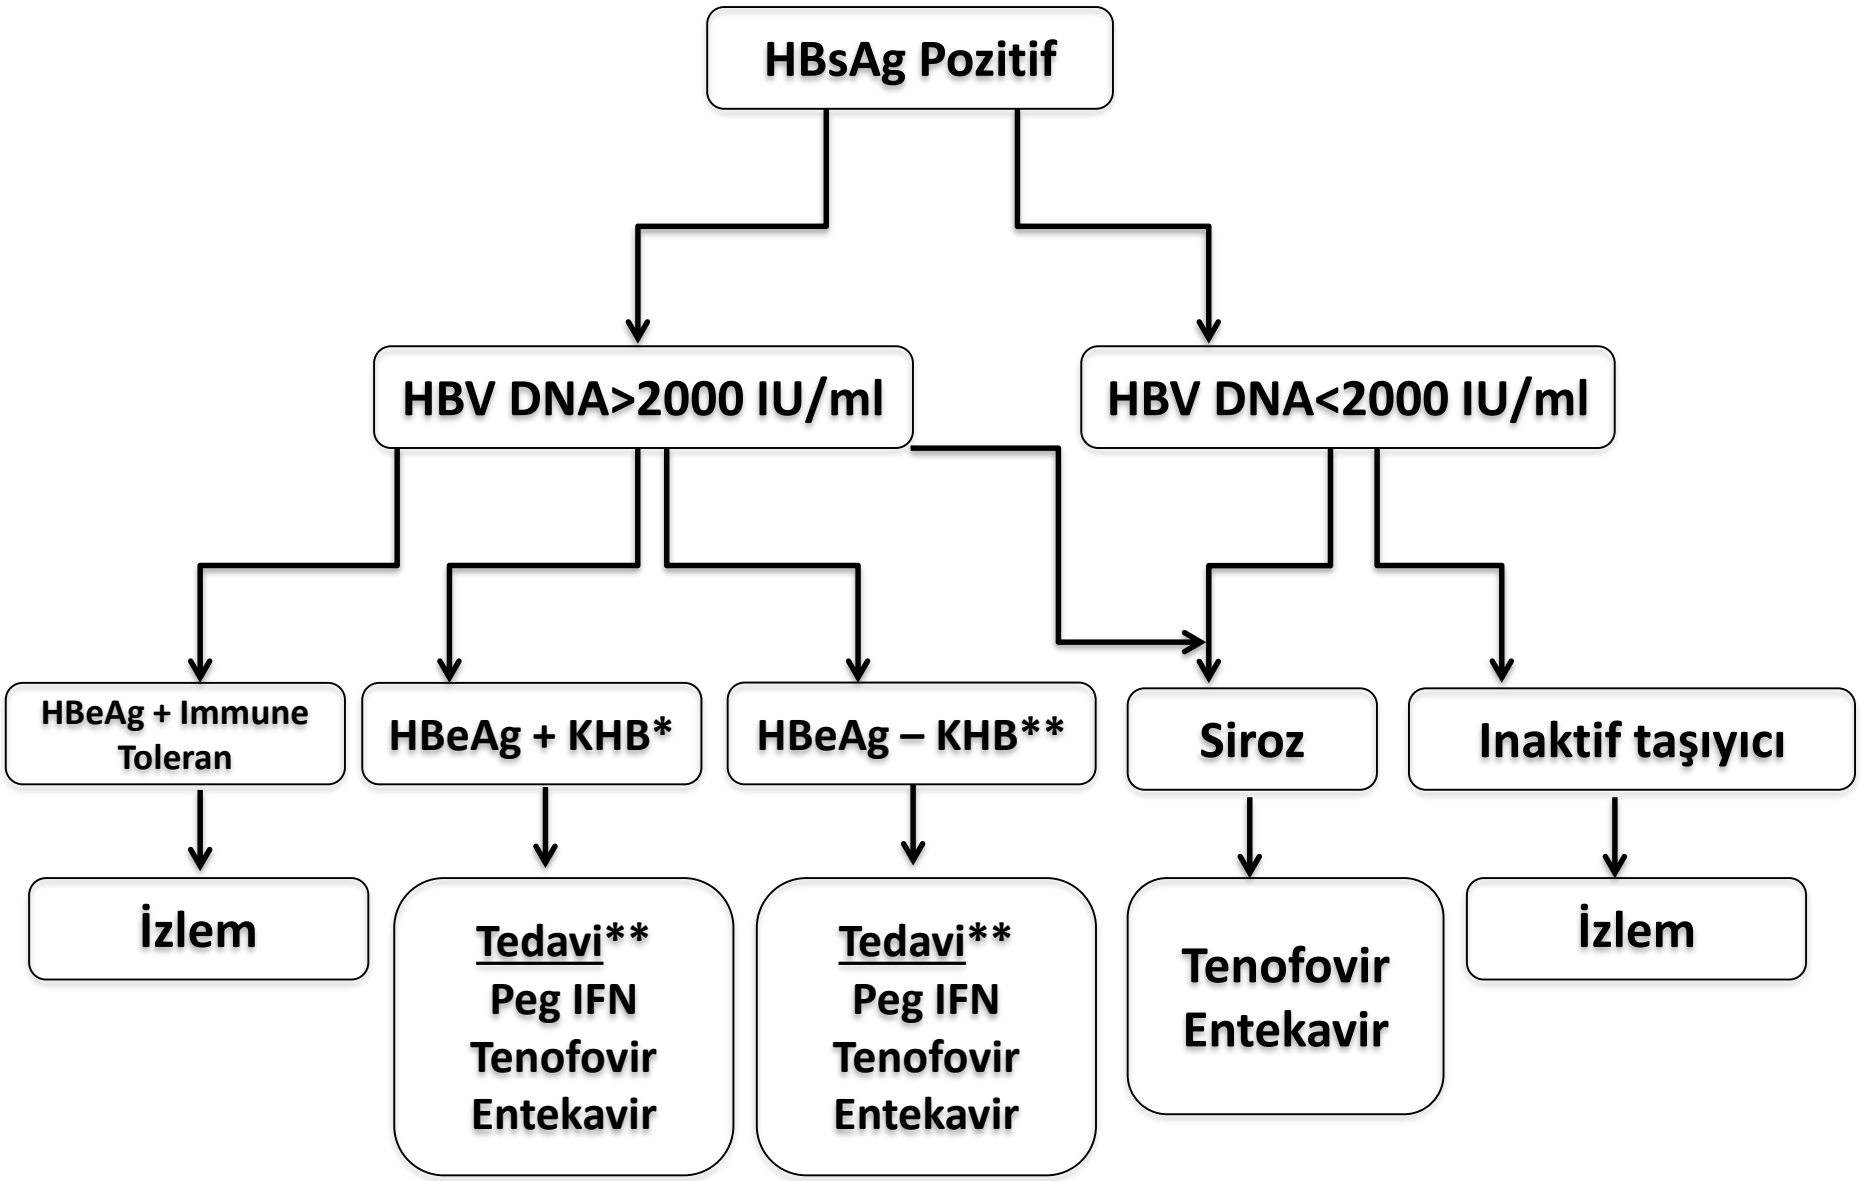 HBsAg Pozitif
HBV DNA>2000 IU/ml
HBV DNA<2000 IU/ml
HBeAg + Immune
Toleran
HBeAg + KHB*
HBeAg – KHB**
Siroz
Inaktif taşıyıcı
İzlem
Tedavi**
Peg IFN
Tenofovir
Entekavir
Tedavi**
Peg IFN
Tenofovir
Entekavir
Tenofovir
Entekavir
İzlem